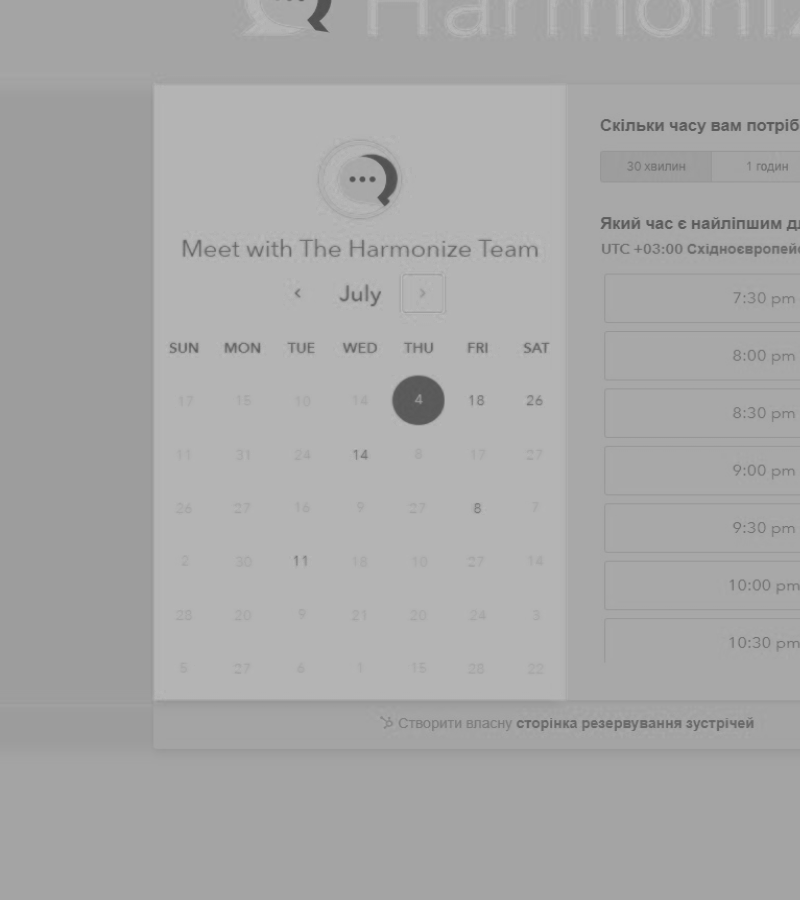 Harmoniz
Meet with The Harmonize Team
July
SUN MON TUE WED THU FRI SAT
17 15 10 14 4 18 26
11 31 24 14 8 17 27
26 27 16 9 27 8 7
2 30 9 11 18 10 27 14
28 20 9 21 20 24 3
5 27 6 1 15 28 22
Скільки часу вам потріб
30 хвилин 1 годин
Який час є найліпшим дл
UTC +03:00 Східноєвропейс
7:30 pm
8:00 pm
8:30 pm
9:00 pm
9:30 pm
10:00 pm
10:30 pm
Створити власну сторінка резервування зустрічей